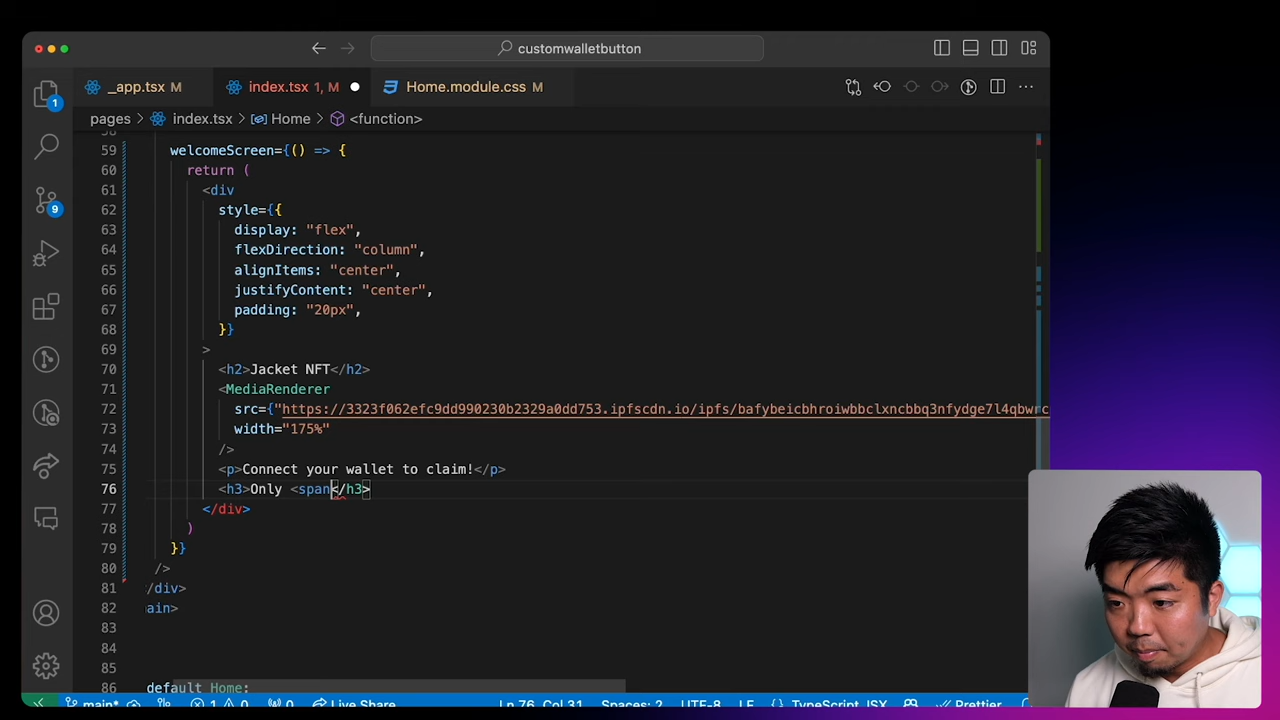 customwalletbutton
_app.tsx M
index.tsx 1, M
Home.module.css M
pages > index.tsx > Home > <function>
59 welcomeScreen={() => {
60 return (
61 <div
62 style={{
63 display: "flex",
64 flexDirection: "column",
65 alignItems: "center",
66 justifyContent: "center",
67 padding: "20px",
68 }}
69 >
70 <h2>Jacket NFT</h2>
71 <MediaRenderer
72 src={"https://3323f062efc9dd990230b2329a0dd753.ipfscdn.io/ipfs/bafybeicbhroiwbbclxncbbq3nfydge7l4qbwrc
73 width="175%"
74 />
75 <p>Connect your wallet to claim!</p>
76 <h3>Only <span</h3>
77 </div>
78 )
79 }}
80 />
81 /div>
82 ain>
83
84
85
86 default Home;
1
9
main* 1 0 0 Live Share Ln 76, Col 31 Spaces: 2 UTF-8 LF {} TypeScript JSX Prettier